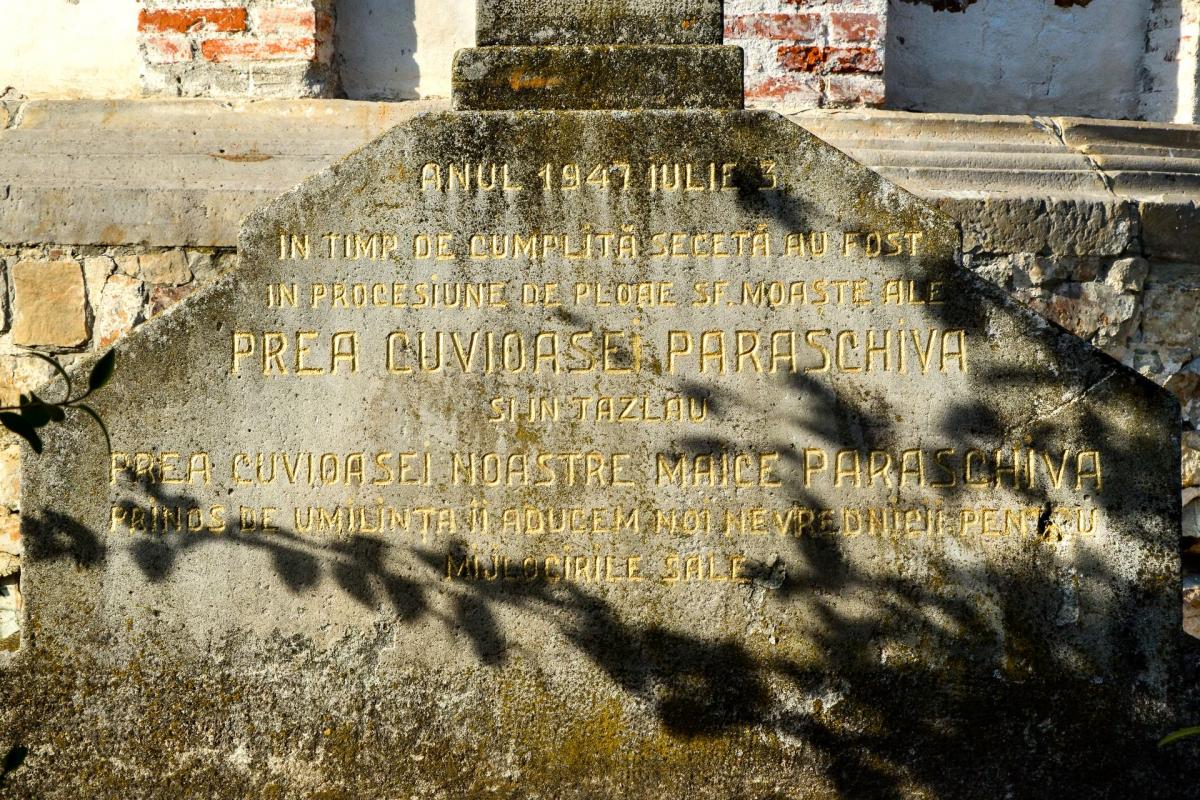 ANUL 1947 IULIE 3
IN TIMP DE CUMPLITĂ SECETĂ AU FOST
IN PROCESIUNE DE PLOAE SF. MOAȘTE ALE
PREA CUVIOASEI PARASCHIVA
SI IN TAZLAU
PREA CUVIOASEI NOASTRE MAICE PARASCHIVA
PRINOS DE UMILINȚA II ADUCEM NOI NEVREDNICII PENTRU
MIJLOCIRILE SALE